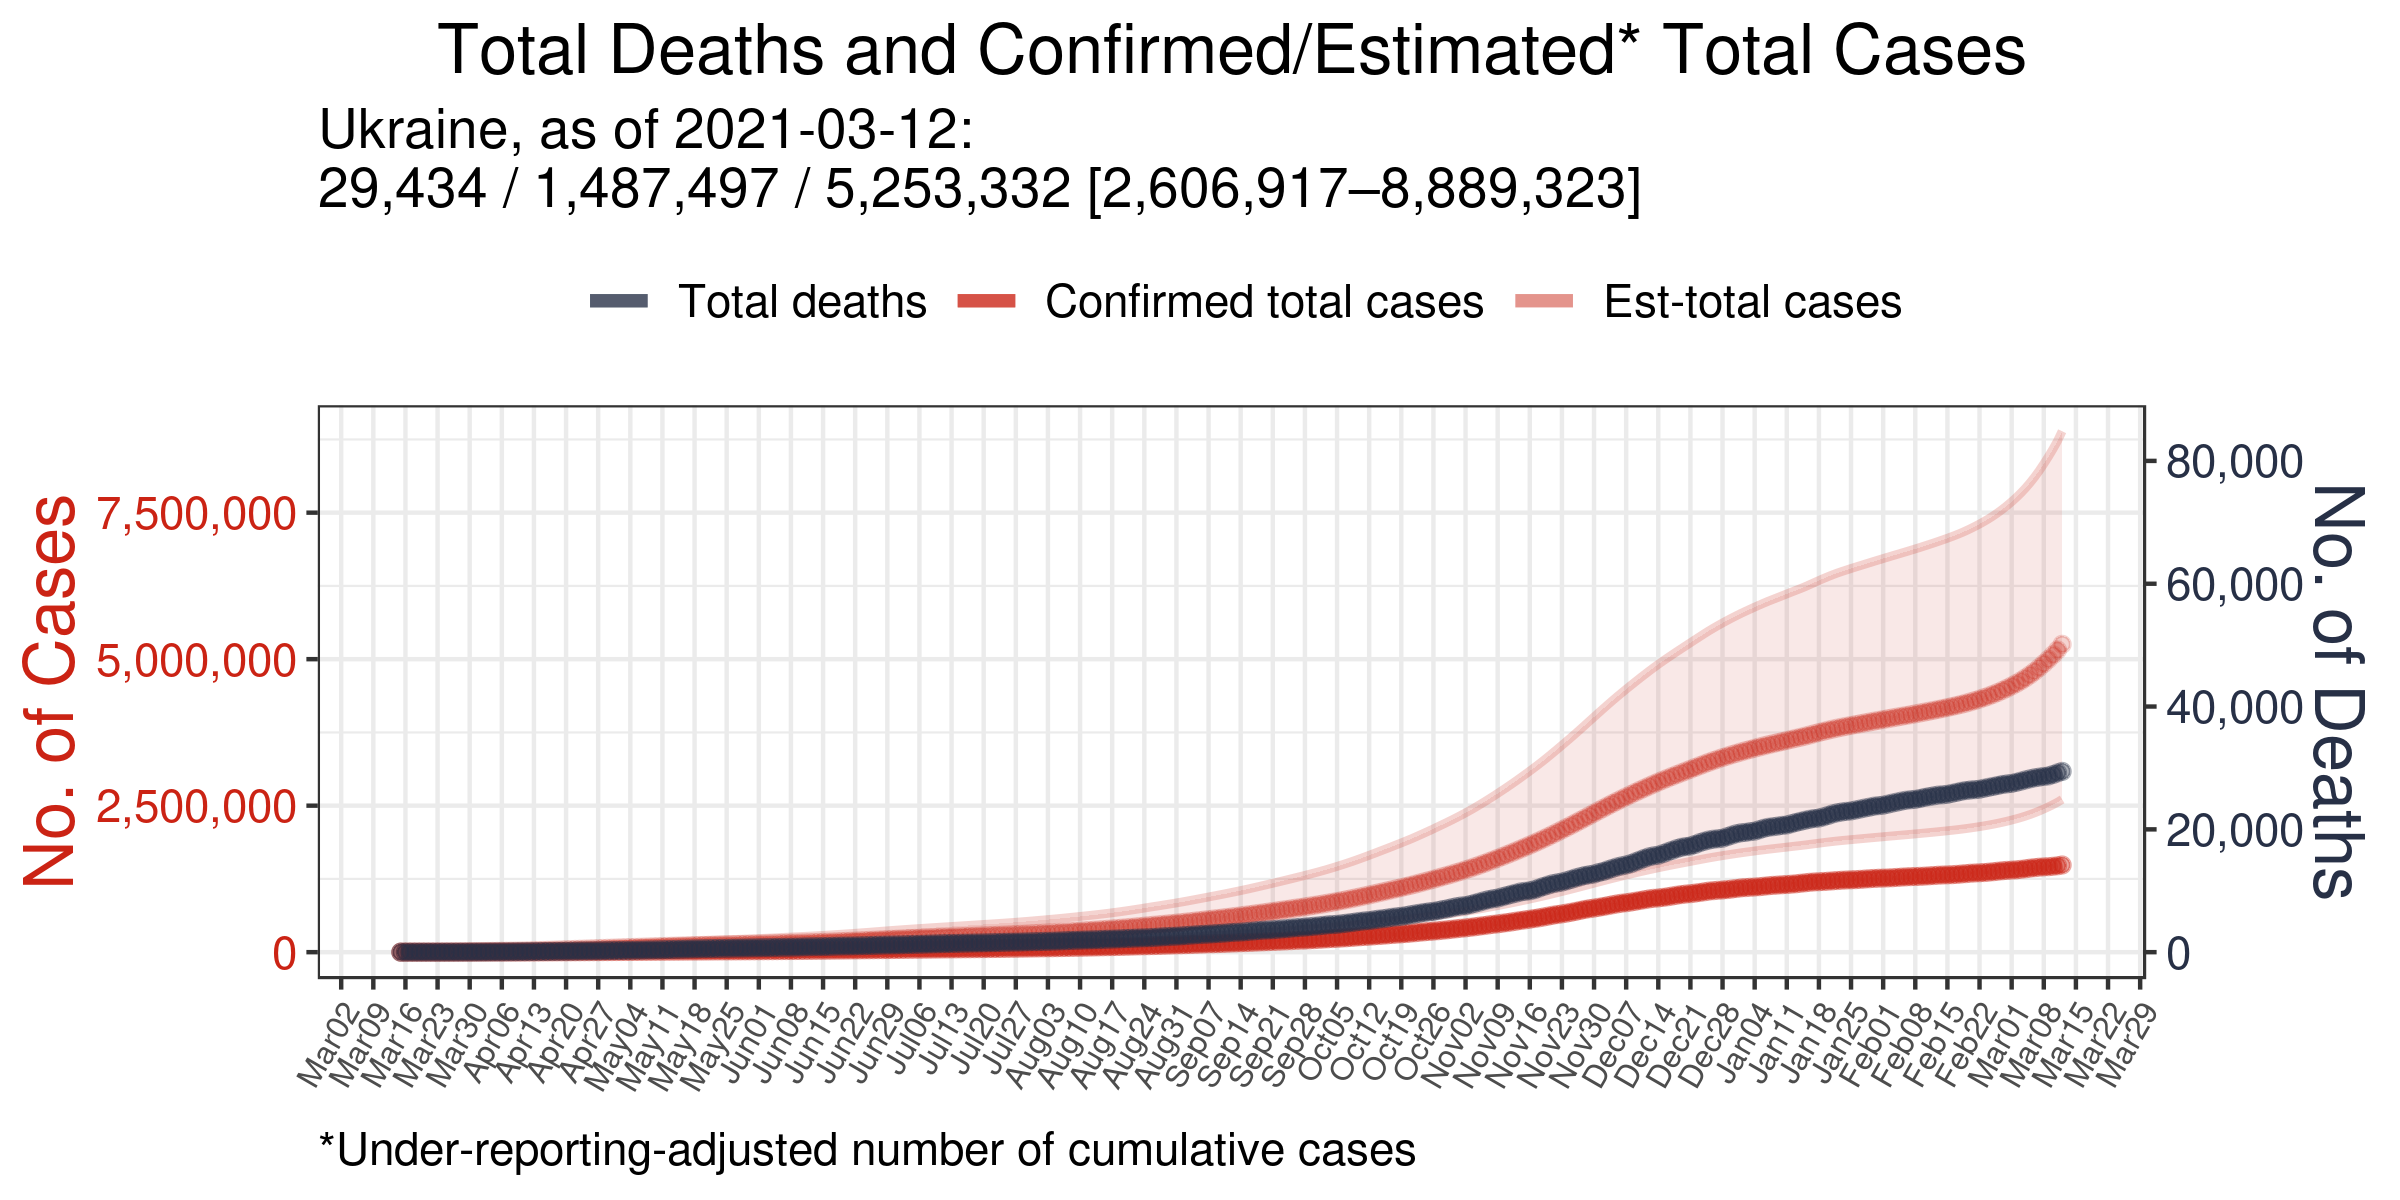 Total Deaths and Confirmed/Estimated* Total Cases
Ukraine, as of 2021-03-12:
29,434 / 1,487,497 / 5,253,332 [2,606,917–8,889,323]
Total deaths Confirmed total cases Est-total cases
No. of Cases
7,500,000
5,000,000
2,500,000
0
80,000
60,000
40,000
20,000
0
No. of Deaths
Mar02 Mar09 Mar16 Mar23 Mar30 Apr06 Apr13 Apr20 Apr27 May04 May11 May18 May25 Jun01 Jun08 Jun15 Jun22 Jun29 Jul06 Jul13 Jul20 Jul27 Aug03 Aug10 Aug17 Aug24 Aug31 Sep07 Sep14 Sep21 Sep28 Oct05 Oct12 Oct19 Oct26 Nov02 Nov09 Nov16 Nov23 Nov30 Dec07 Dec14 Dec21 Dec28 Jan04 Jan11 Jan18 Jan25 Feb01 Feb08 Feb15 Feb22 Mar01 Mar08 Mar15 Mar22 Mar29
*Under-reporting-adjusted number of cumulative cases